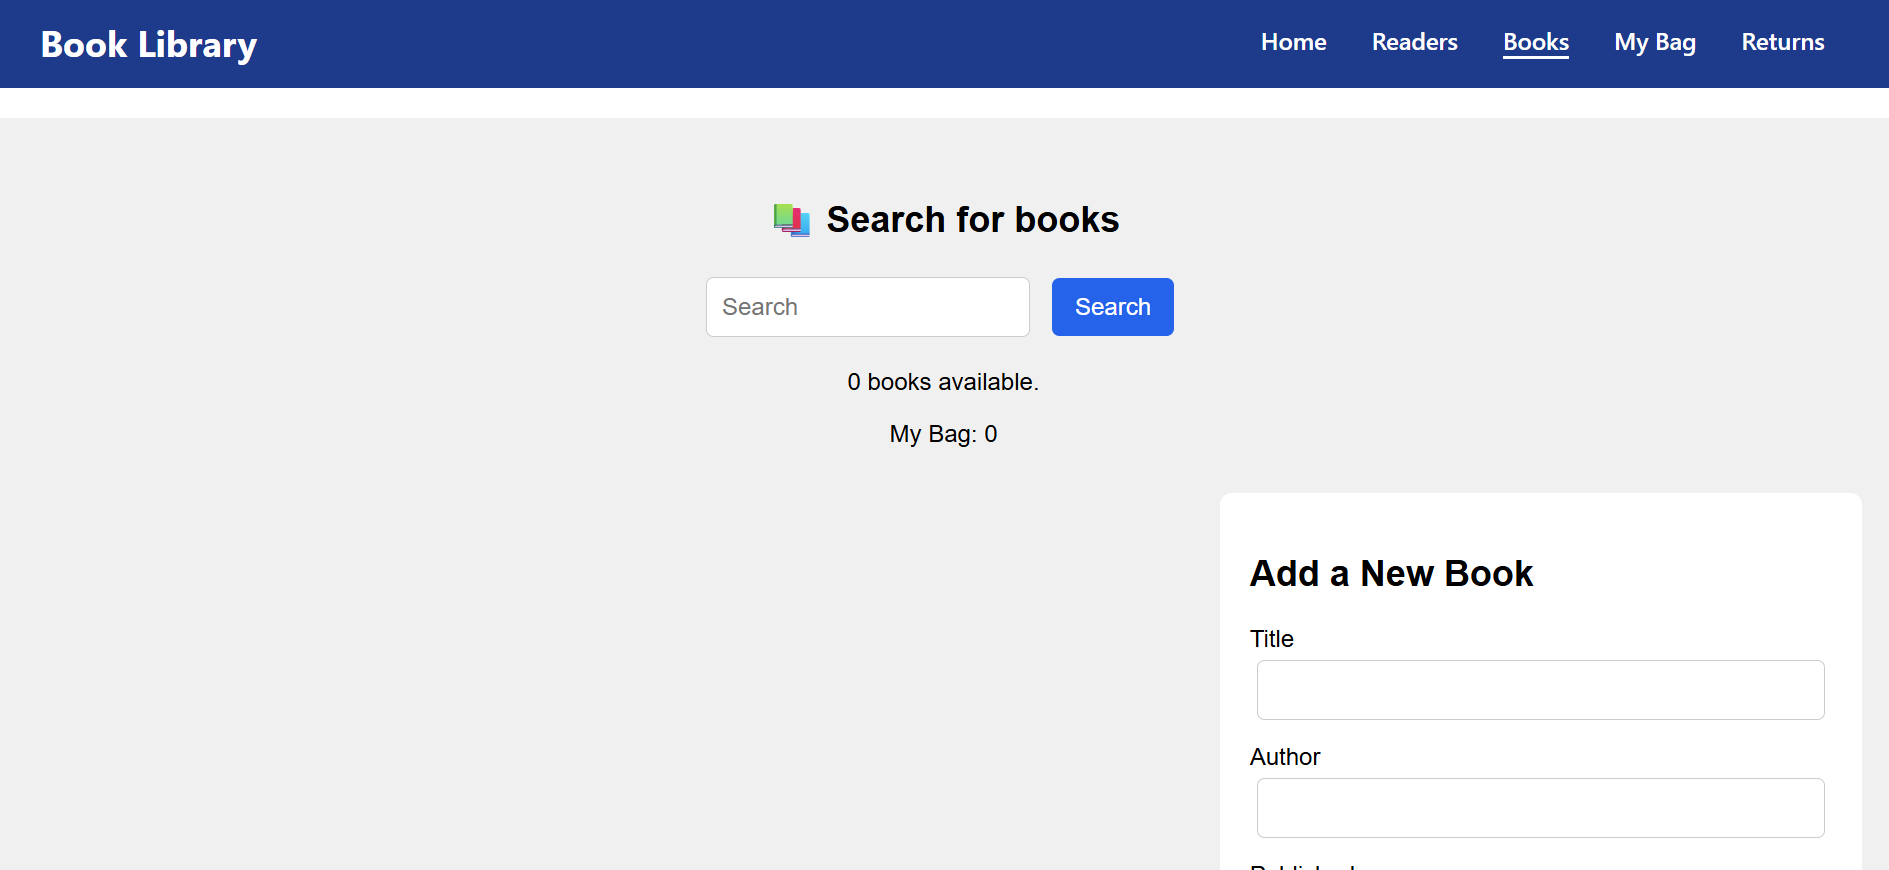 Book Library
Home Readers Books My Bag Returns
Search for books
Search Search
0 books available.
My Bag: 0
Add a New Book
Title
Author